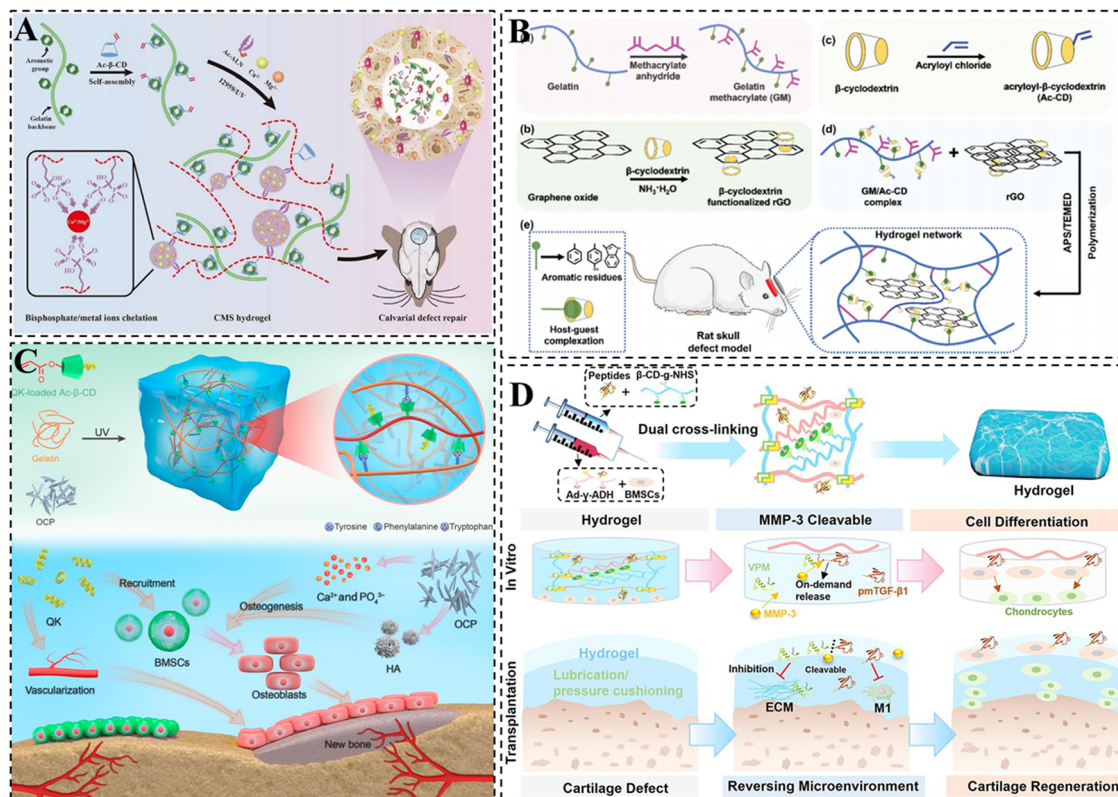 A
Aromatic
group
Gelatin
backbone
Ac-β-CD
Self-assembly
Ac-ALN Ca²⁺ Mg²⁺
I2959/UV
Ca²⁺/Mg²⁺
Bisphosphate/metal ions chelation
CMS hydrogel
Calvarial defect repair
B
Gelatin
Methacrylate
anhydride
Gelatin
methacrylate (GM)
(c)
β-cyclodextrin
Acryloyl chloride
acryloyl-β-cyclodextrin
(Ac-CD)
(b)
Graphene oxide
β-cyclodextrin
NH₃·H₂O
β-cyclodextrin
functionalized rGO
(d)
GM/Ac-CD
complex
+
rGO
APS/TEMED
Polymerization
(e)
Aromatic residues
Host-guest
complexation
Rat skull
defect model
Hydrogel network
C
QK-loaded Ac-β-CD
Gelatin
UV
OCP
Tyrosine
Phenylalanine
Tryptophan
QK
Recruitment
BMSCs
Vascularization
Osteogenesis
Ca²⁺ and PO₄³⁻
OCP
HA
Osteoblasts
New bone
D
Peptides
+
β-CD-g-NHS
Ad-γ-ADH
+
BMSCs
Dual cross-linking
Hydrogel
Hydrogel
MMP-3 Cleavable
Cell Differentiation
In Vitro
VPM
MMP-3
On-demand
release
pmTGF-β1
Chondrocytes
Transplantation
Hydrogel
Lubrication/
pressure cushioning
Inhibition
Cleavable
ECM
M1
Cartilage Defect
Reversing Microenvironment
Cartilage Regeneration